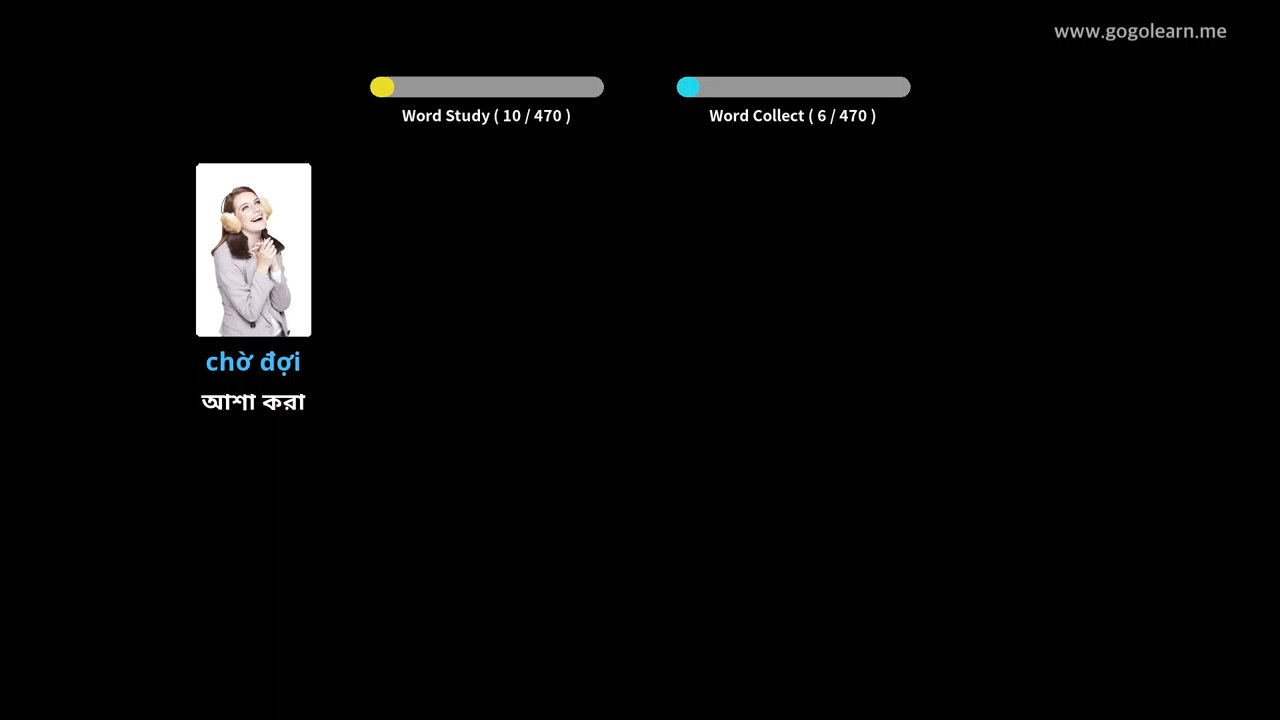 www.gogolearn.me
Word Study ( 10 / 470 )
Word Collect ( 6 / 470 )
chờ đợi
আশা করা